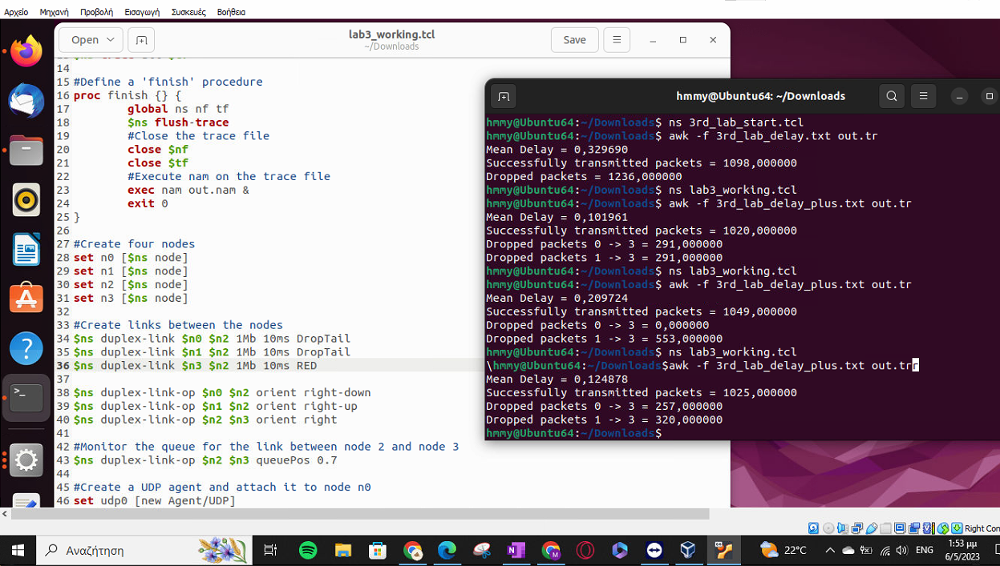 Αρχείο Μηχανή Προβολή Εισαγωγή Συσκευές Βοήθεια
Open
lab3_working.tcl
~/Downloads
Save
14
15 #Define a 'finish' procedure
16 proc finish {} {
17 global ns nf tf
18 $ns flush-trace
19 #Close the trace file
20 close $nf
21 close $tf
22 #Execute nam on the trace file
23 exec nam out.nam &
24 exit 0
25 }
26
27 #Create four nodes
28 set n0 [$ns node]
29 set n1 [$ns node]
30 set n2 [$ns node]
31 set n3 [$ns node]
32
33 #Create links between the nodes
34 $ns duplex-link $n0 $n2 1Mb 10ms DropTail
35 $ns duplex-link $n1 $n2 1Mb 10ms DropTail
36 $ns duplex-link $n3 $n2 1Mb 10ms RED
37
38 $ns duplex-link-op $n0 $n2 orient right-down
39 $ns duplex-link-op $n1 $n2 orient right-up
40 $ns duplex-link-op $n2 $n3 orient right
41
42 #Monitor the queue for the link between node 2 and node 3
43 $ns duplex-link-op $n2 $n3 queuePos 0.7
44
45 #Create a UDP agent and attach it to node n0
46 set udp0 [new Agent/UDP]
hmmy@Ubuntu64: ~/Downloads
hmmy@Ubuntu64:~/Downloads$ ns 3rd_lab_start.tcl
hmmy@Ubuntu64:~/Downloads$ awk -f 3rd_lab_delay.txt out.tr
Mean Delay = 0,329690
Successfully transmitted packets = 1098,000000
Dropped packets = 1236,000000
hmmy@Ubuntu64:~/Downloads$ ns lab3_working.tcl
hmmy@Ubuntu64:~/Downloads$ awk -f 3rd_lab_delay_plus.txt out.tr
Mean Delay = 0,101961
Successfully transmitted packets = 1020,000000
Dropped packets 0 -> 3 = 291,000000
Dropped packets 1 -> 3 = 291,000000
hmmy@Ubuntu64:~/Downloads$ ns lab3_working.tcl
hmmy@Ubuntu64:~/Downloads$ awk -f 3rd_lab_delay_plus.txt out.tr
Mean Delay = 0,209724
Successfully transmitted packets = 1049,000000
Dropped packets 0 -> 3 = 0,000000
Dropped packets 1 -> 3 = 553,000000
hmmy@Ubuntu64:~/Downloads$ ns lab3_working.tcl
\hmmy@Ubuntu64:~/Downloads$awk -f 3rd_lab_delay_plus.txt out.trr
Mean Delay = 0,124878
Successfully transmitted packets = 1025,000000
Dropped packets 0 -> 3 = 257,000000
Dropped packets 1 -> 3 = 320,000000
hmmy@Ubuntu64:~/Downloads$
Right Con
Αναζήτηση
22°C
ENG
1:53 μμ
6/5/2023